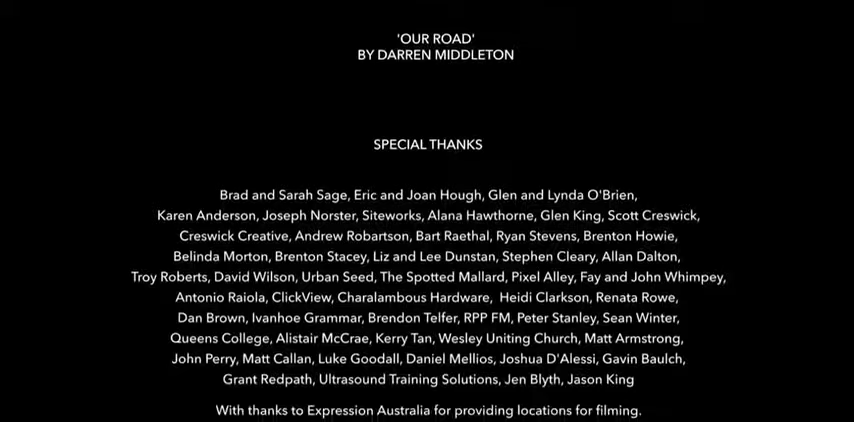 'OUR ROAD'
BY DARREN MIDDLETON
SPECIAL THANKS
Brad and Sarah Sage, Eric and Joan Hough, Glen and Lynda O'Brien,
Karen Anderson, Joseph Norster, Siteworks, Alana Hawthorne, Glen King, Scott Creswick,
Creswick Creative, Andrew Robartson, Bart Raethal, Ryan Stevens, Brenton Howie,
Belinda Morton, Brenton Stacey, Liz and Lee Dunstan, Stephen Cleary, Allan Dalton,
Troy Roberts, David Wilson, Urban Seed, The Spotted Mallard, Pixel Alley, Fay and John Whimpey,
Antonio Raiola, ClickView, Charalambous Hardware, Heidi Clarkson, Renata Rowe,
Dan Brown, Ivanhoe Grammar, Brendon Telfer, RPP FM, Peter Stanley, Sean Winter,
Queens College, Alistair McCrae, Kerry Tan, Wesley Uniting Church, Matt Armstrong,
John Perry, Matt Callan, Luke Goodall, Daniel Mellios, Joshua D'Alessi, Gavin Baulch,
Grant Redpath, Ultrasound Training Solutions, Jen Blyth, Jason King
With thanks to Expression Australia for providing locations for filming.